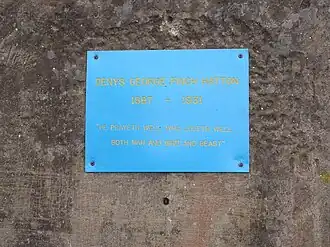 DENYS GEORGE FINCH HATTON
1887 - 1931
"HE PRAYETH WELL, WHO LOVETH WELL
BOTH MAN AND BIRD AND BEAST"